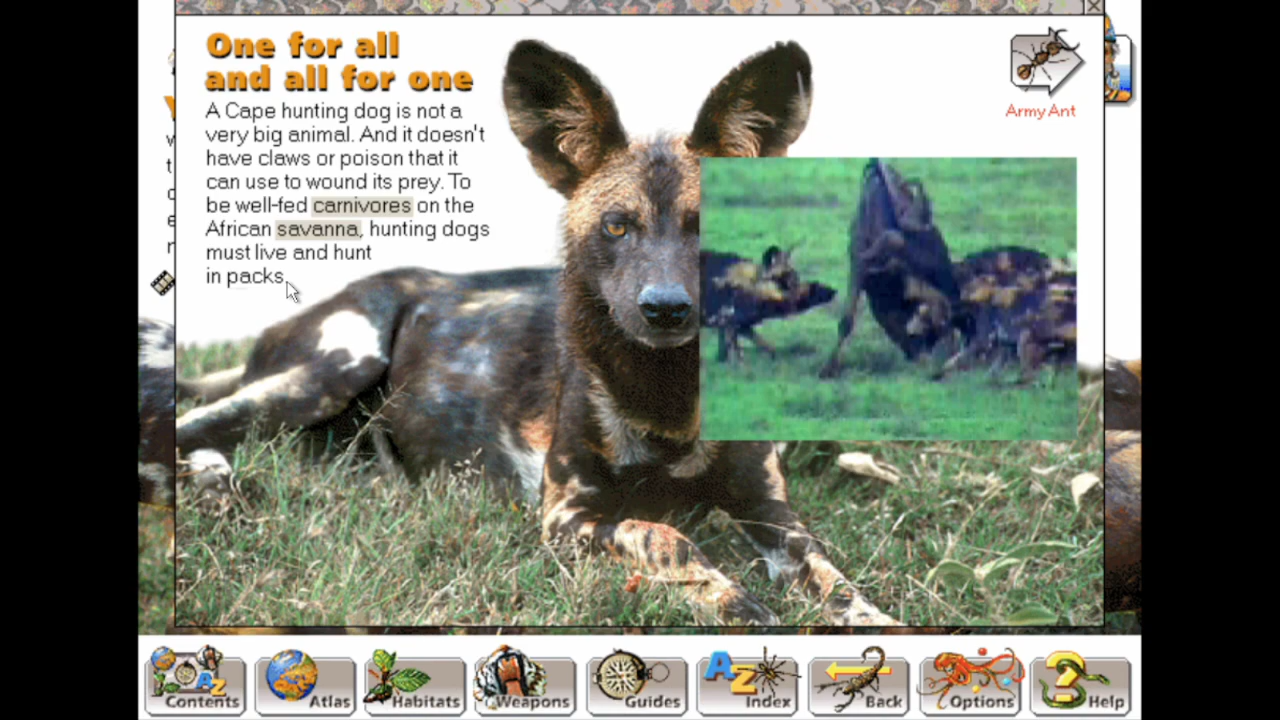 One for all
and all for one
A Cape hunting dog is not a
very big animal. And it doesn't
have claws or poison that it
can use to wound its prey. To
be well-fed carnivores on the
African savanna, hunting dogs
must live and hunt
in packs.
Army Ant
Contents
Atlas
Habitats
Weapons
Guides
AZ
Index
Back
Options
?
Help